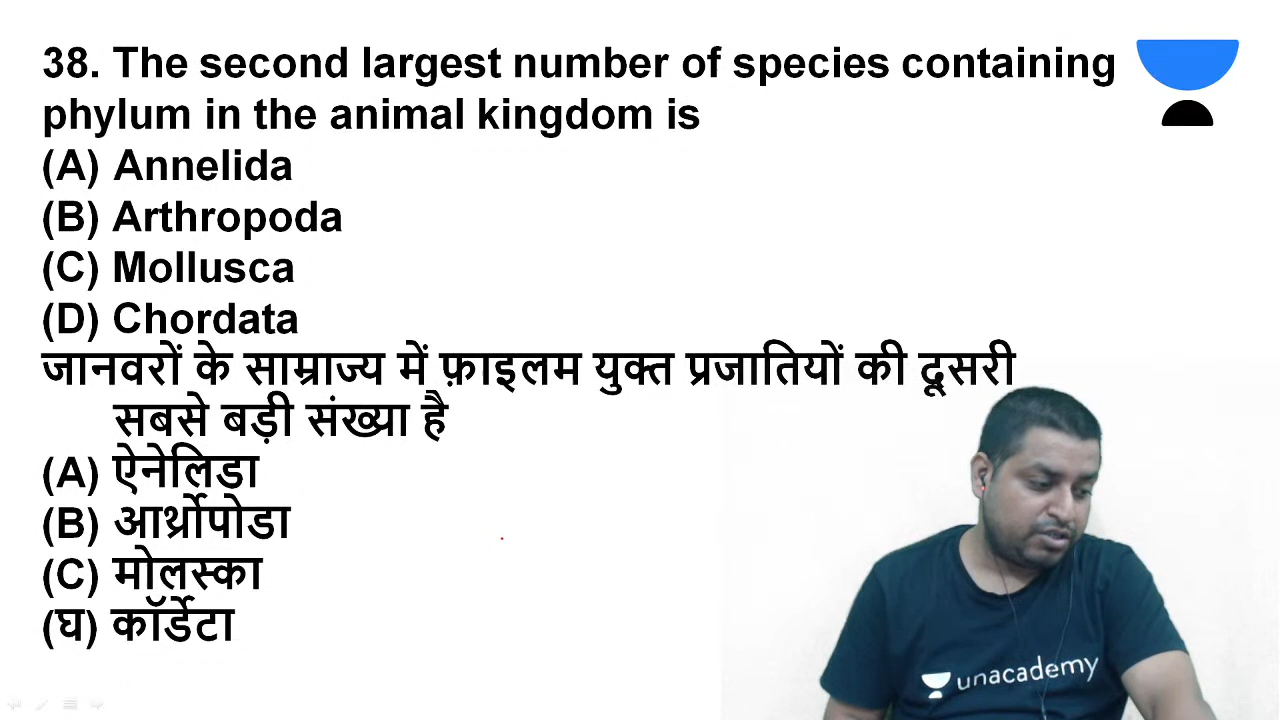 38. The second largest number of species containing
phylum in the animal kingdom is
(A) Annelida
(B) Arthropoda
(C) Mollusca
(D) Chordata
जानवरों के साम्राज्य में फ़ाइलम युक्त प्रजातियों की दूसरी
सबसे बड़ी संख्या है
(A) ऐनेलिडा
(B) आर्थ्रोपोडा
(C) मोलस्का
(घ) कॉर्डेटा
unacademy